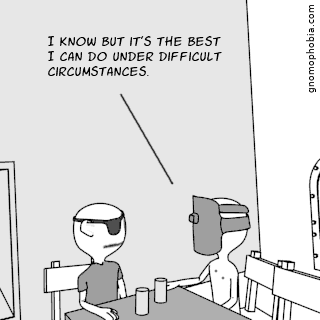 I KNOW BUT IT'S THE BEST
I CAN DO UNDER DIFFICULT
CIRCUMSTANCES.
gnomophobia.com